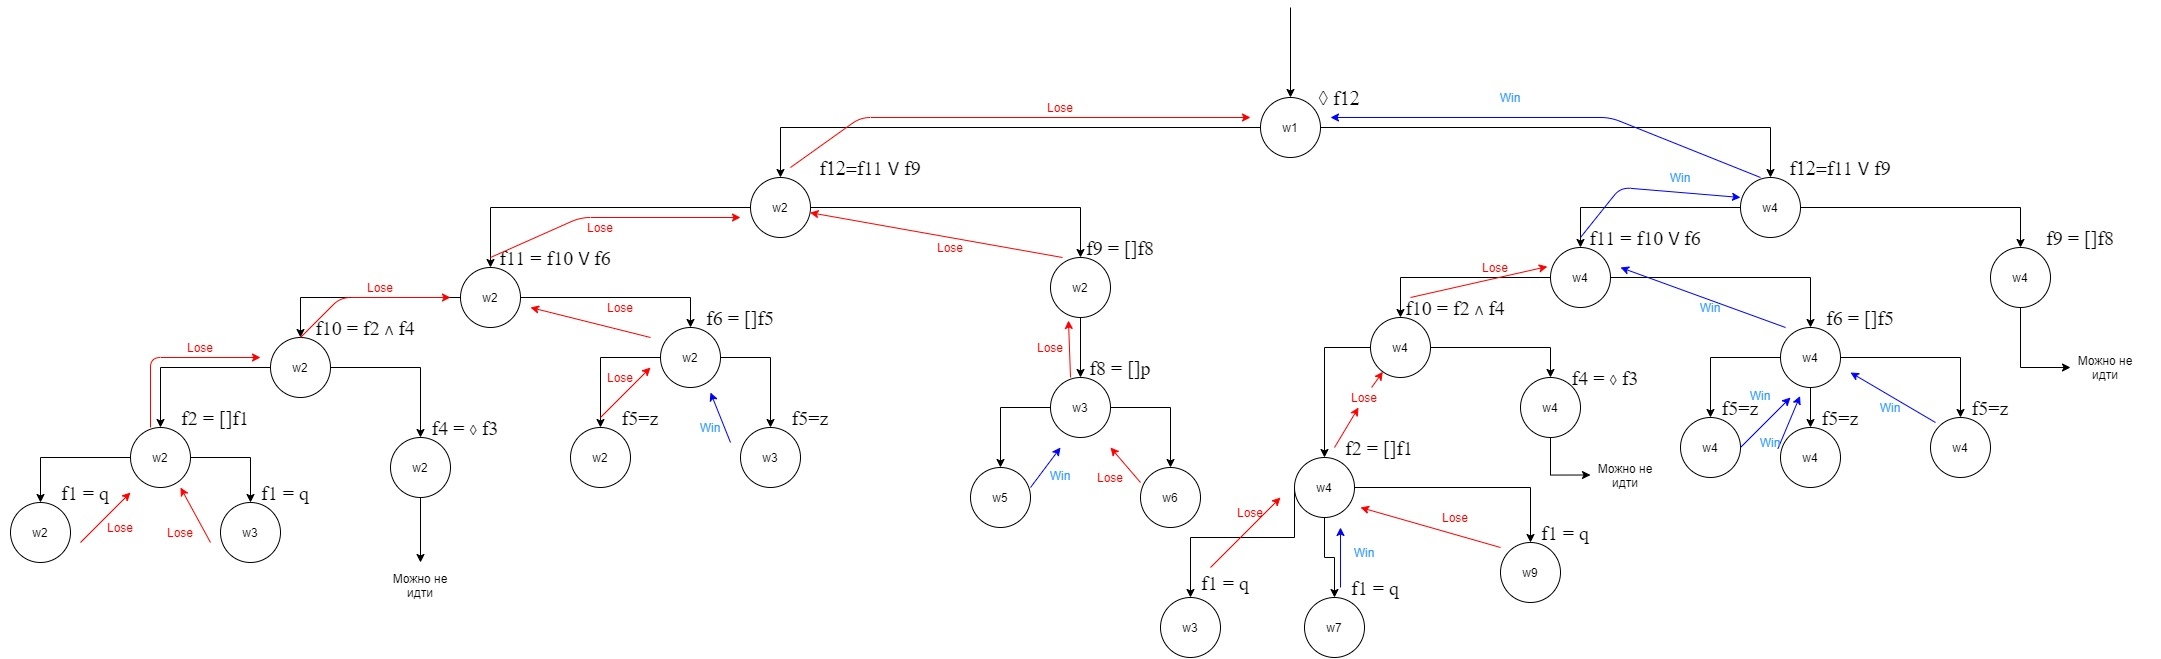 ◊ f12
Lose
Win
w1
f12=f11 V f9
f12=f11 V f9
Win
w2
w4
Lose
Lose
f9 = []f8
f11 = f10 V f6
f9 = []f8
f11 = f10 V f6
Lose
w4
w4
Lose
w2
w2
Lose
Win
f10 = f2 ∧ f4
f6 = []f5
f10 = f2 ∧ f4
f6 = []f5
Lose
Lose
w4
w2
w4
Можно не
идти
w2
f8 = []p
Lose
f4 = ◊ f3
Lose
Win
Win
w3
w4
f5=z
f5=z
f2 = []f1
f5=z
f5=z
f5=z
f4 = ◊ f3
Win
f2 = []f1
Win
w4
w4
w2
w2
w3
w4
w2
Win
Lose
Можно не
идти
f1 = q
f1 = q
w5
w6
w4
Lose
Lose
f1 = q
Lose
Lose
w2
w3
Win
w9
Можно не
идти
f1 = q
f1 = q
w3
w7